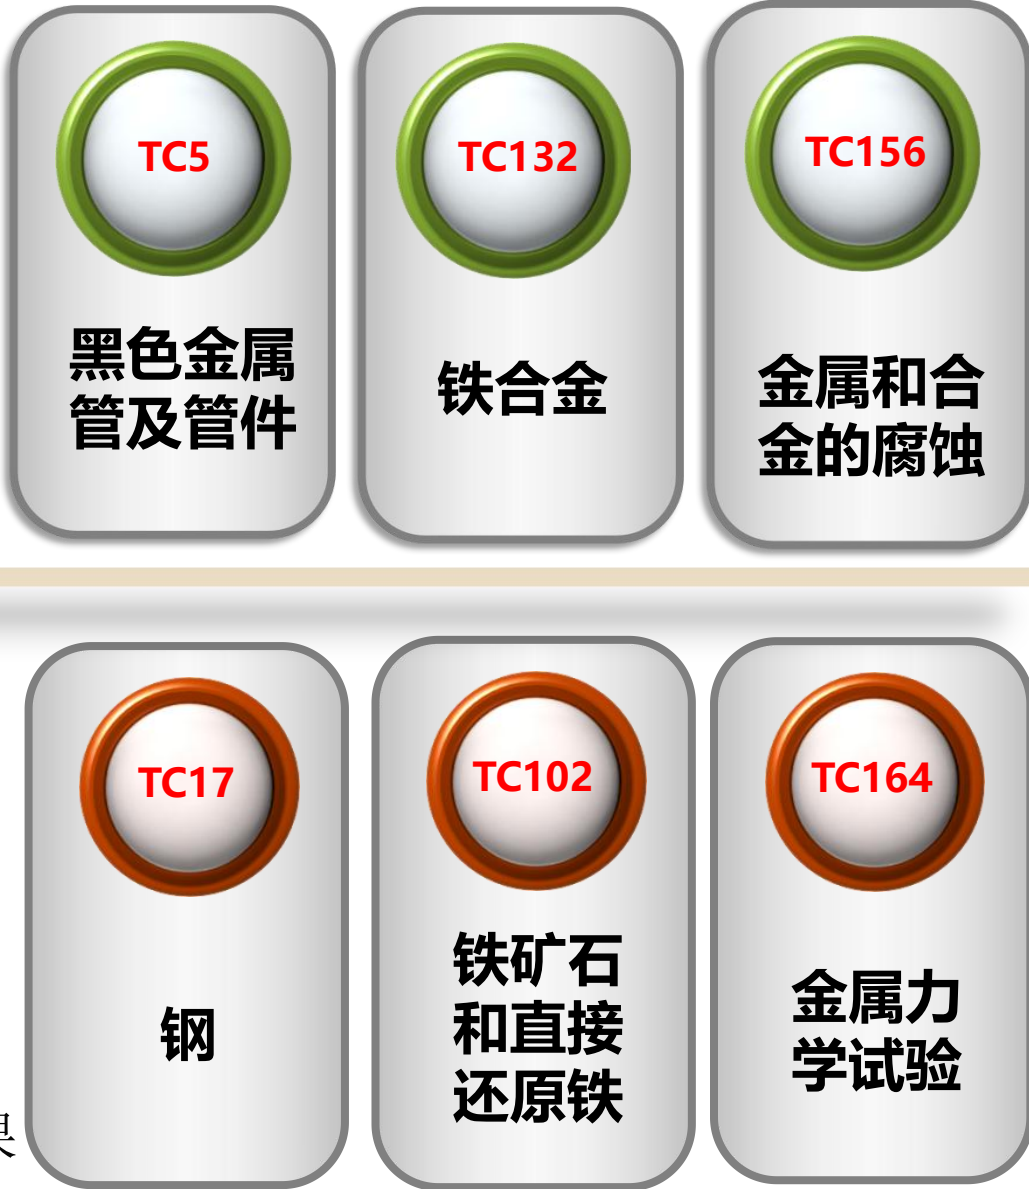 TC5
黑色金属
管及管件
TC132
铁合金
TC156
金属和合
金的腐蚀
TC17
钢
TC102
铁矿石
和直接
还原铁
TC164
金属力
学试验